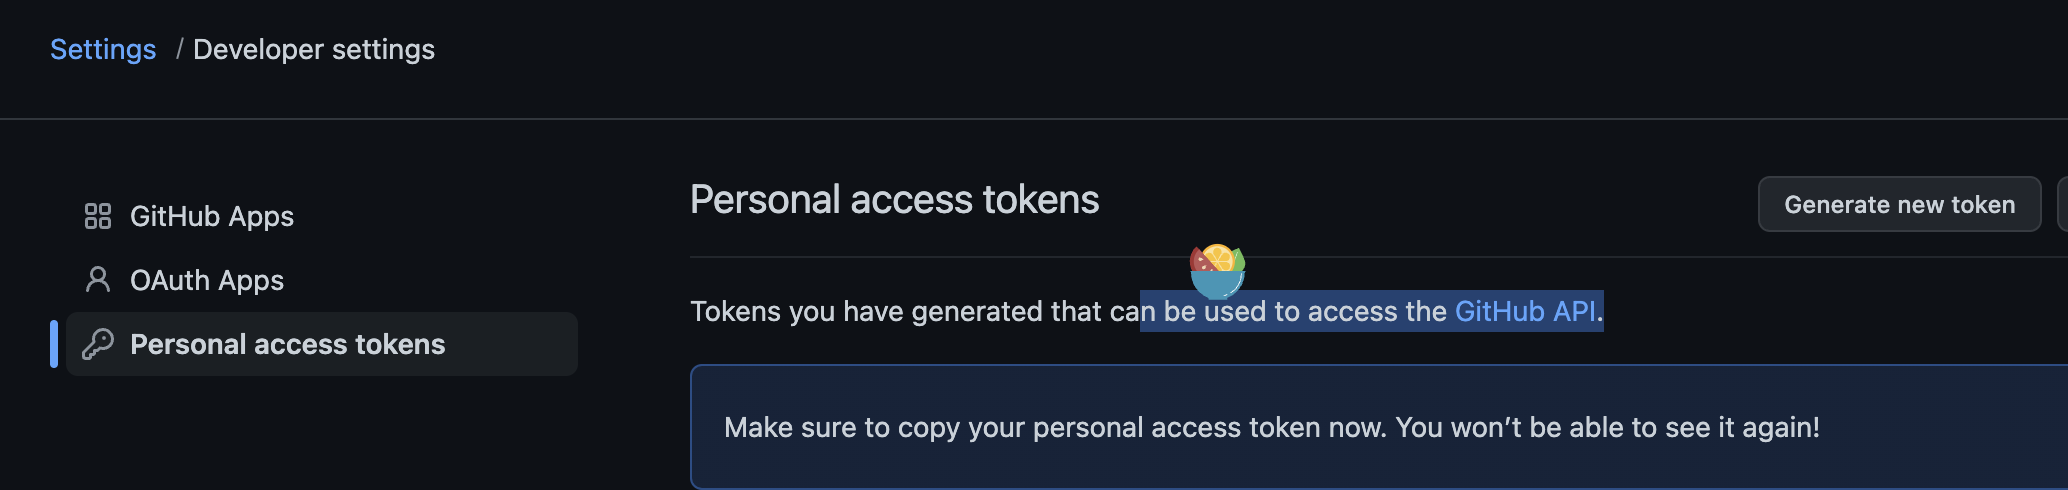 Settings / Developer settings
GitHub Apps
OAuth Apps
Personal access tokens
Personal access tokens
Generate new token
Tokens you have generated that can be used to access the GitHub API.
Make sure to copy your personal access token now. You won’t be able to see it again!